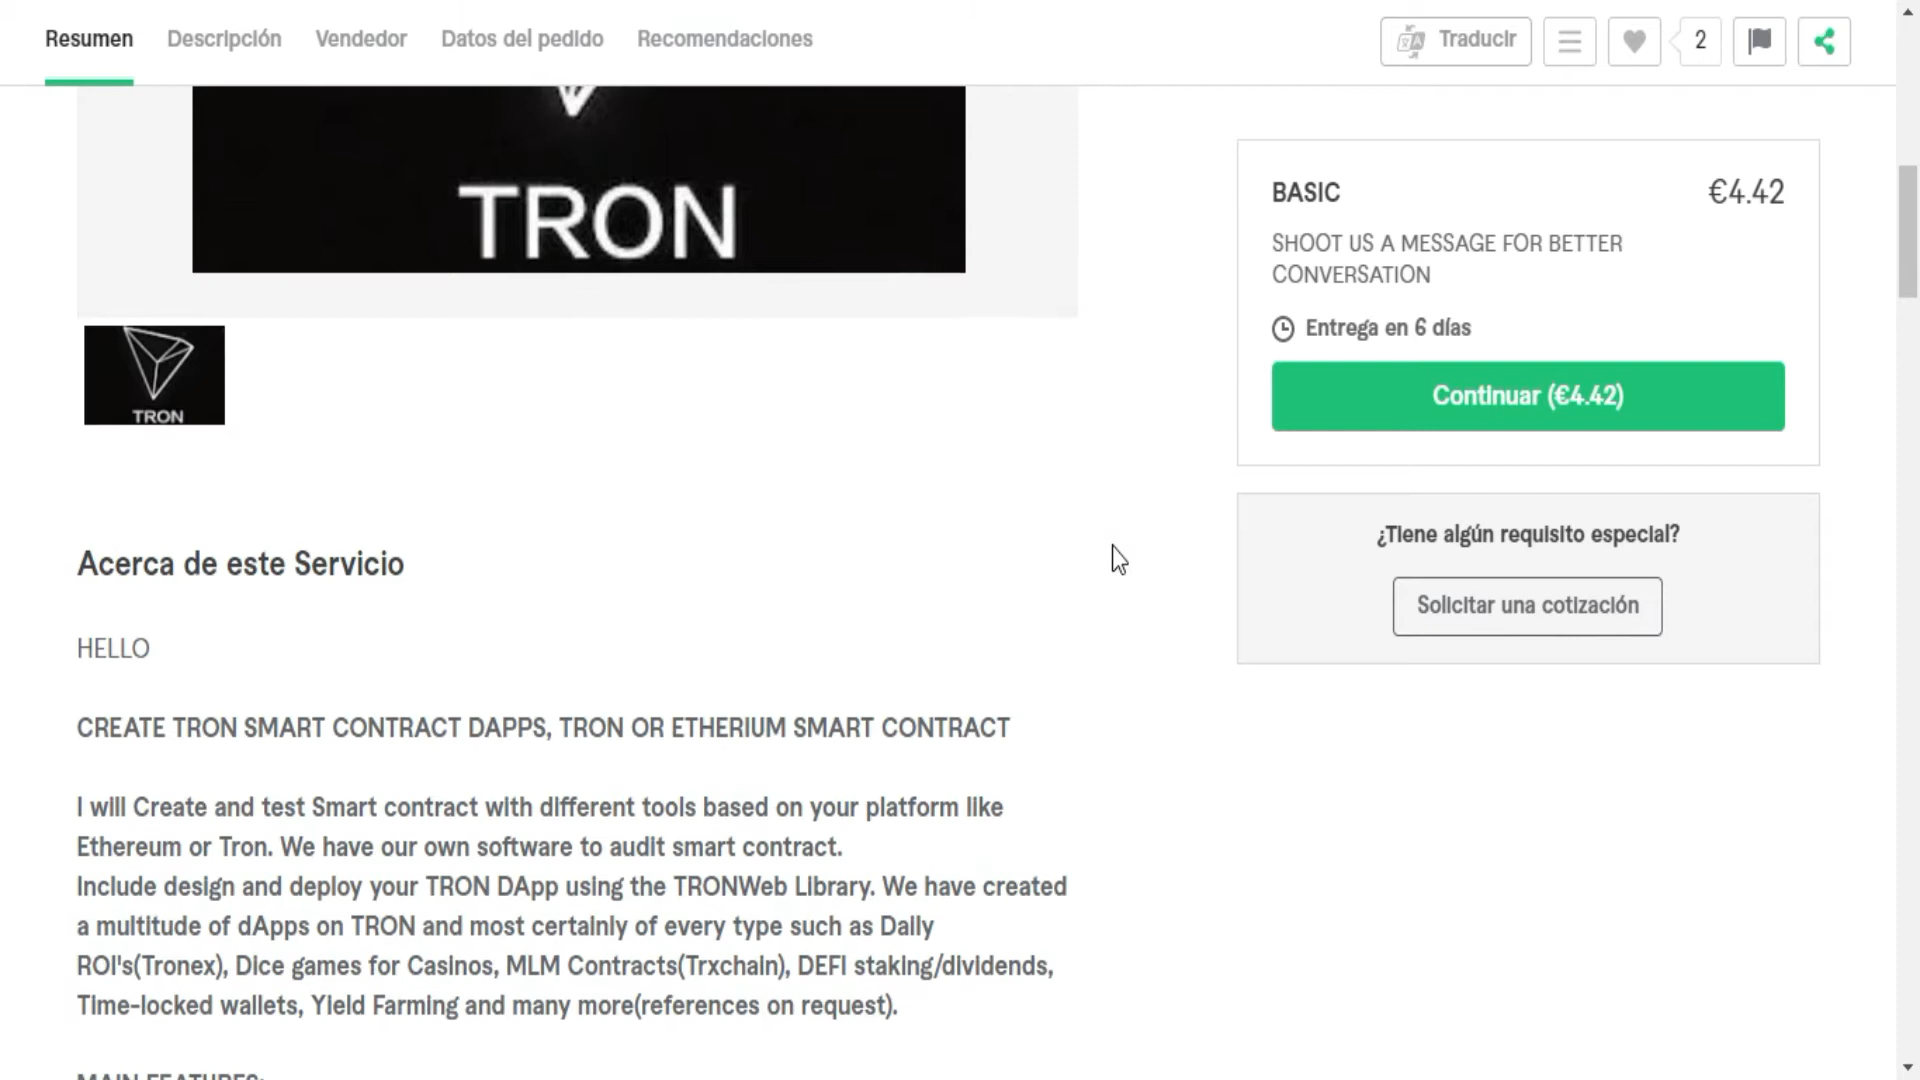 Resumen Descripción Vendedor Datos del pedido Recomendaciones Traducir 2
TRON
TRON
BASIC €4.42
SHOOT US A MESSAGE FOR BETTER
CONVERSATION
Entrega en 6 días
Continuar (€4.42)
¿Tiene algún requisito especial?
Solicitar una cotización
Acerca de este Servicio
HELLO
CREATE TRON SMART CONTRACT DAPPS, TRON OR ETHERIUM SMART CONTRACT
I will Create and test Smart contract with different tools based on your platform like
Ethereum or Tron. We have our own software to audit smart contract.
Include design and deploy your TRON DApp using the TRONWeb Library. We have created
a multitude of dApps on TRON and most certainly of every type such as Daily
ROI's(Tronex), Dice games for Casinos, MLM Contracts(Trxchain), DEFI staking/dividends,
Time-locked wallets, Yield Farming and many more(references on request).
MAIN FEATURES: